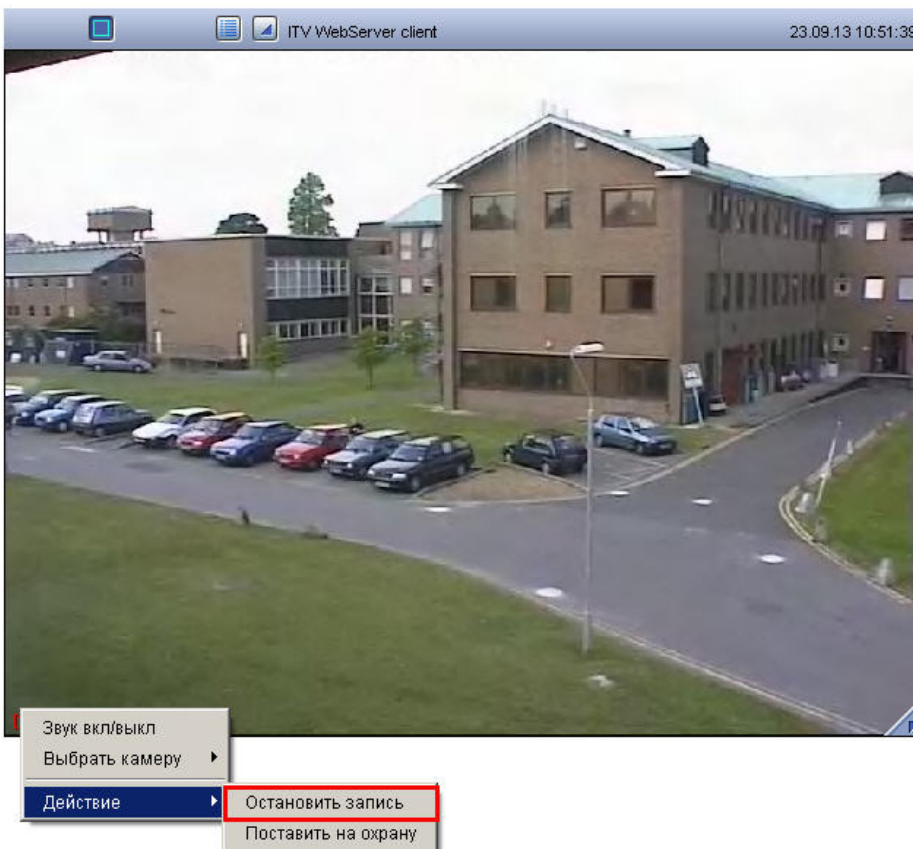 ITV WebServer client
23.09.13 10:51:39
Звук вкл/выкл
Выбрать камеру
Действие
Остановить запись
Поставить на охрану